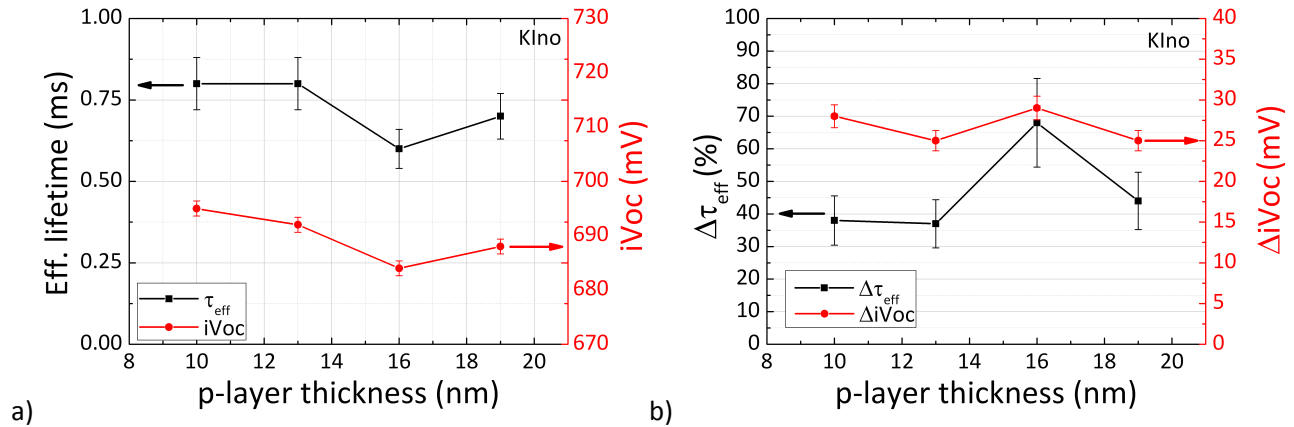 1.00
0.75
0.50
0.25
0.00
Eff. lifetime (ms)
730
720
710
700
690
680
670
iVoc (mV)
KIno
τeff
iVoc
8 10 12 14 16 18 20
p-layer thickness (nm)
a)
100
90
80
70
60
50
40
30
20
10
0
Δτeff (%)
40
35
30
25
20
15
10
5
0
ΔiVoc (mV)
KIno
Δτeff
ΔiVoc
8 10 12 14 16 18 20
p-layer thickness (nm)
b)